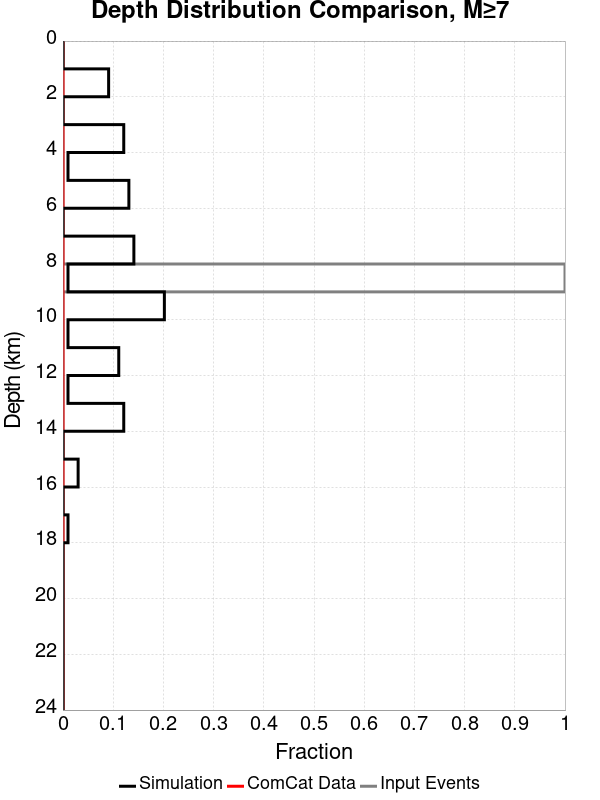 Depth Distribution Comparison, M≥7
0
2
4
6
8
10
12
14
16
18
20
22
24
Depth (km)
0 0.1 0.2 0.3 0.4 0.5 0.6 0.7 0.8 0.9 1
Fraction
Simulation ComCat Data Input Events